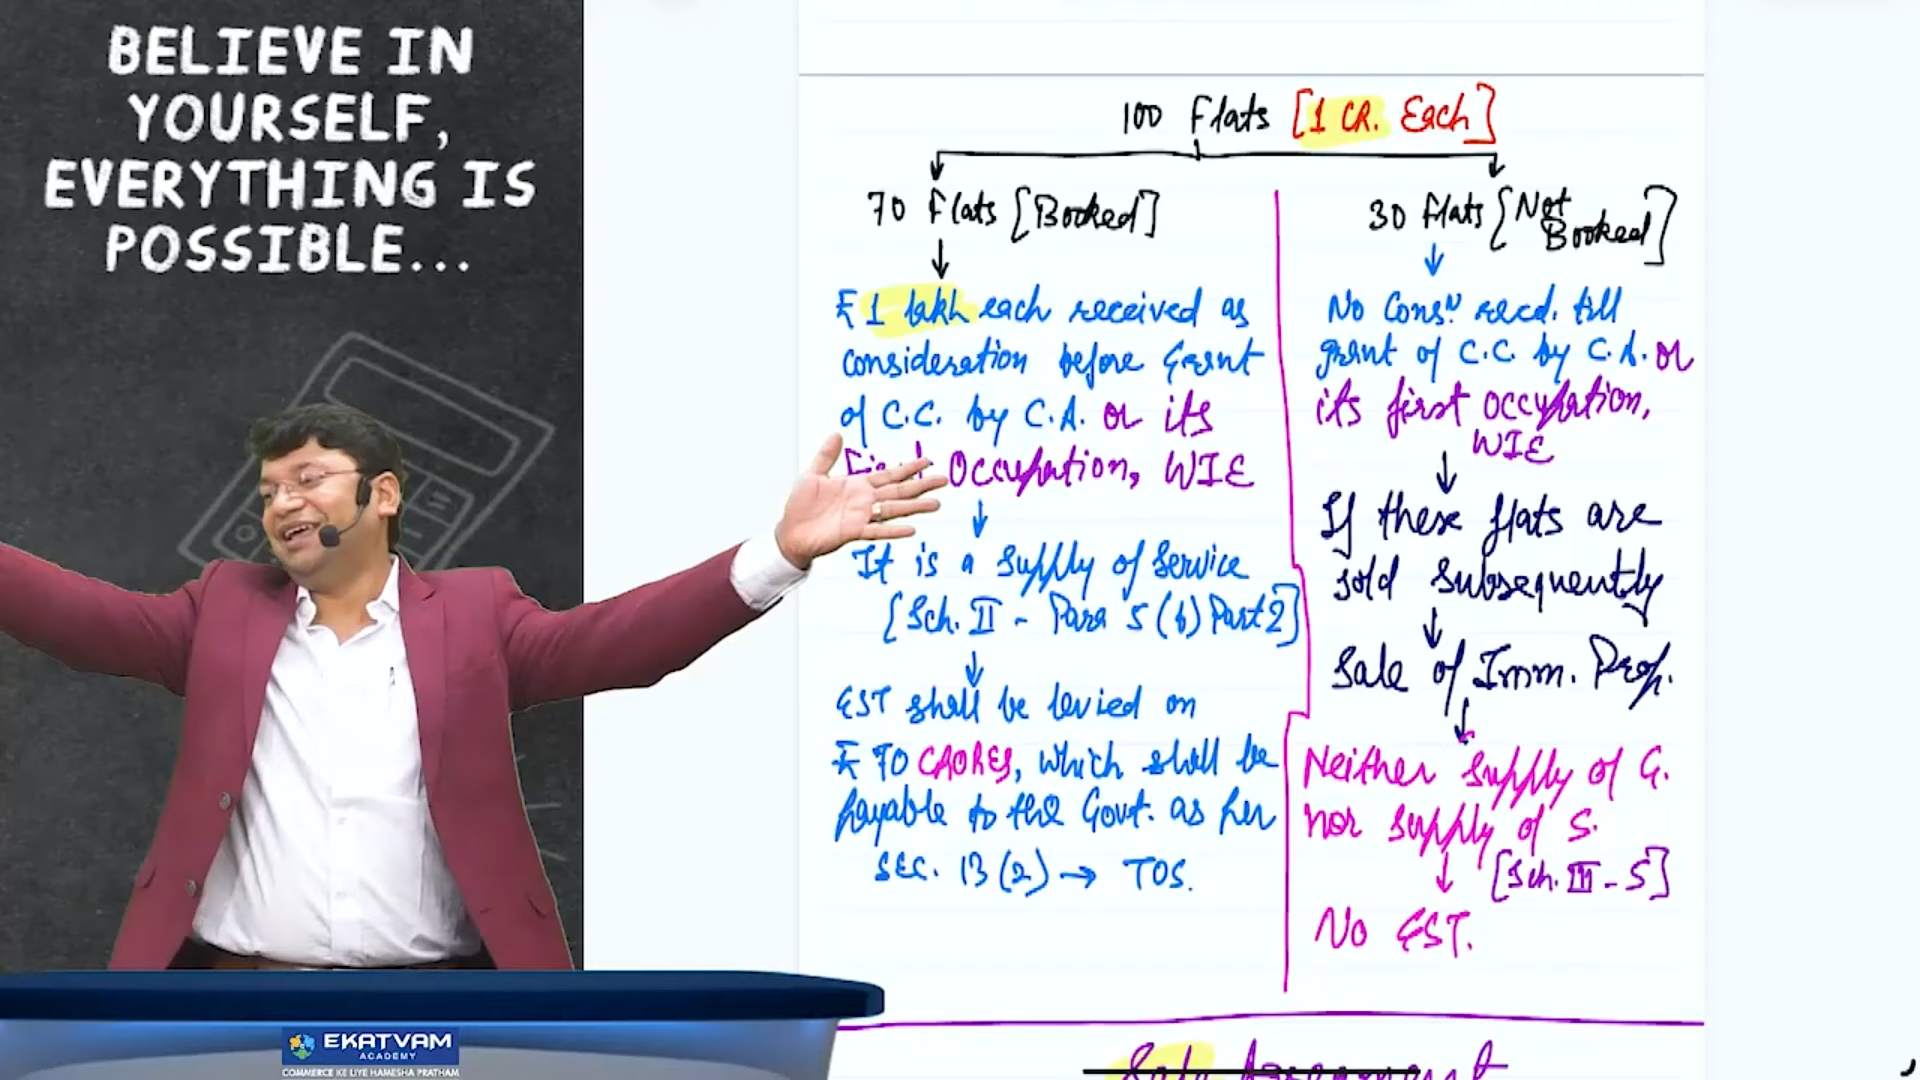 BELIEVE IN
YOURSELF,
EVERYTHING IS
POSSIBLE...
100 Flats [1 CR. Each]
70 Flats [Booked]
₹ 1 lakh each received as
consideration before Grant
of C.C. by C.A. or its
First Occupation, WIE
It is a Supply of Service
[Sch. II - Para 5 (b) Part 2]
GST shall be levied on
₹ 70 CRORES, which shall be
payable to the Govt. as per
SEC. 13 (2) → TOS.
30 Flats [Not
Booked]
No Consⁿ. recd. till
grant of C.C. by C.A. or
its first occupation,
WIE
If these flats are
sold subsequently
Sale of Imm. Prop.
Neither Supply of G.
nor supply of S.
[Sch. III - 5]
No GST.
EKATVAM
ACADEMY
COMMERCE KE LIYE HAMESHA PRATHAM